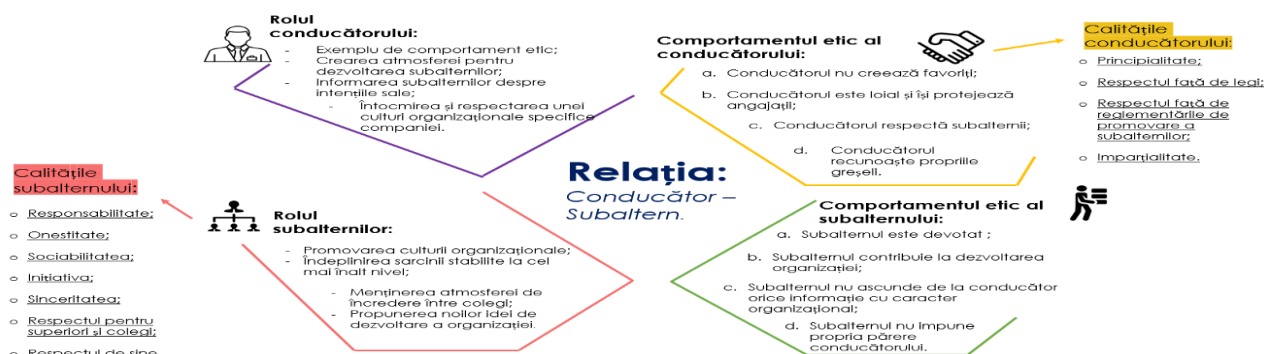 Rolul
conducătorului:
- Exemplu de comportament etic;
- Crearea atmosferei pentru
dezvoltarea subalternilor;
- Informarea subalternilor despre
intențiile sale;
- Întocmirea și respectarea unei
culturi organizaționale specifice
companiei.
Comportamentul etic al
conducătorului:
a. Conducătorul nu creează favoriți;
b. Conducătorul este loial și își protejează
angajații;
c. Conducătorul respectă subalternii;
d. Conducătorul
recunoaște propriile
greșeli.
Calitățile
conducătorului:
o Principialitate;
o Respectul față de legi;
o Respectul față de
reglementările de
promovare a
subalternilor;
o Imparțialitate.
Relația:
Conducător –
Subaltern.
Calitățile
subalternului:
o Responsabilitate;
o Onestitate;
o Sociabilitatea;
o Inițiativa;
o Sinceritatea;
o Respectul pentru
superiori și colegi;
o Respectul de sine
Rolul
subalternilor:
- Promovarea culturii organizaționale;
- Îndeplinirea sarcinii stabilite la cel
mai înalt nivel;
- Menținerea atmosferei de
încredere între colegi;
- Propunerea noilor idei de
dezvoltare a organizației.
Comportamentul etic al
subalternului:
a. Subalternul este devotat ;
b. Subalternul contribuie la dezvoltarea
organizației;
c. Subalternul nu ascunde de la conducător
orice informație cu caracter
organizațional;
d. Subalternul nu impune
propria părere
conducătorului.